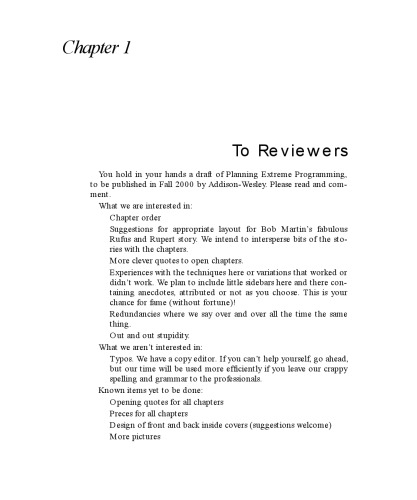 Chapter 1
To Reviewers
You hold in your hands a draft of Planning Extreme Programming,
to be published in Fall 2000 by Addison-Wesley. Please read and com-
ment.
What we are interested in:
Chapter order
Suggestions for appropriate layout for Bob Martin's fabulous
Rufus and Rupert story. We intend to intersperse bits of the sto-
ries with the chapters.
More clever quotes to open chapters.
Experiences with the techniques here or variations that worked or
didn't work. We plan to include little sidebars here and there con-
taining anecdotes, attributed or not as you choose. This is your
chance for fame (without fortune)!
Redundancies where we say over and over all the time the same
thing.
Out and out stupidity.
What we aren't interested in:
Typos. We have a copy editor. If you can't help yourself, go ahead,
but our time will be used more efficiently if you leave our crappy
spelling and grammar to the professionals.
Known items yet to be done:
Opening quotes for all chapters
Preces for all chapters
Design of front and back inside covers (suggestions welcome)
More pictures